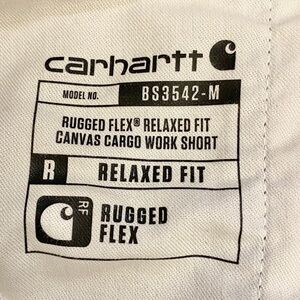 carhartt
MODEL NO. BS3542-M
RUGGED FLEX® RELAXED FIT
CANVAS CARGO WORK SHORT
R RELAXED FIT
RF RUGGED
FLEX